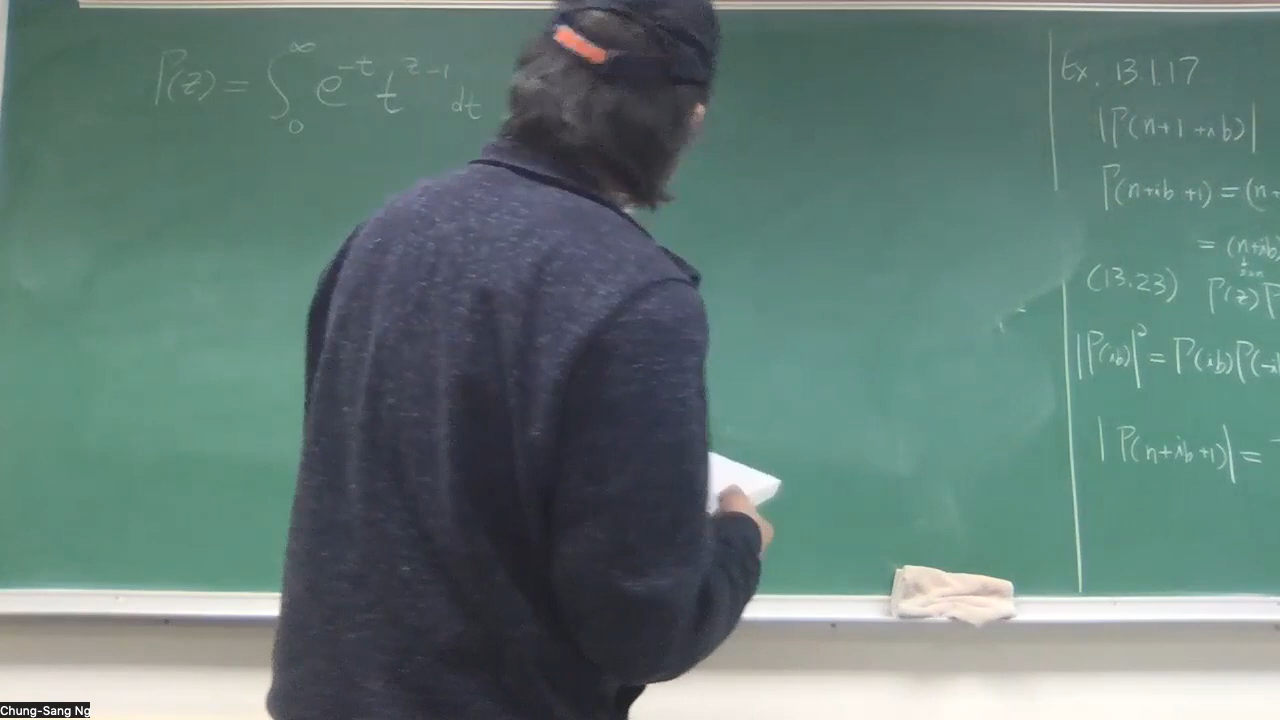 Γ(z) = ∫₀^∞ e^{-t} t^{z-1} dt
Ex. 13.1.17
|Γ(n+1+ib)|
Γ(n+ib+1) = (n
= (n+ib)
(13.23) Γ(z)Γ
|Γ(ib)|² = Γ(ib)Γ(-i
|Γ(n+ib+1)| =
Chung-Sang Ng